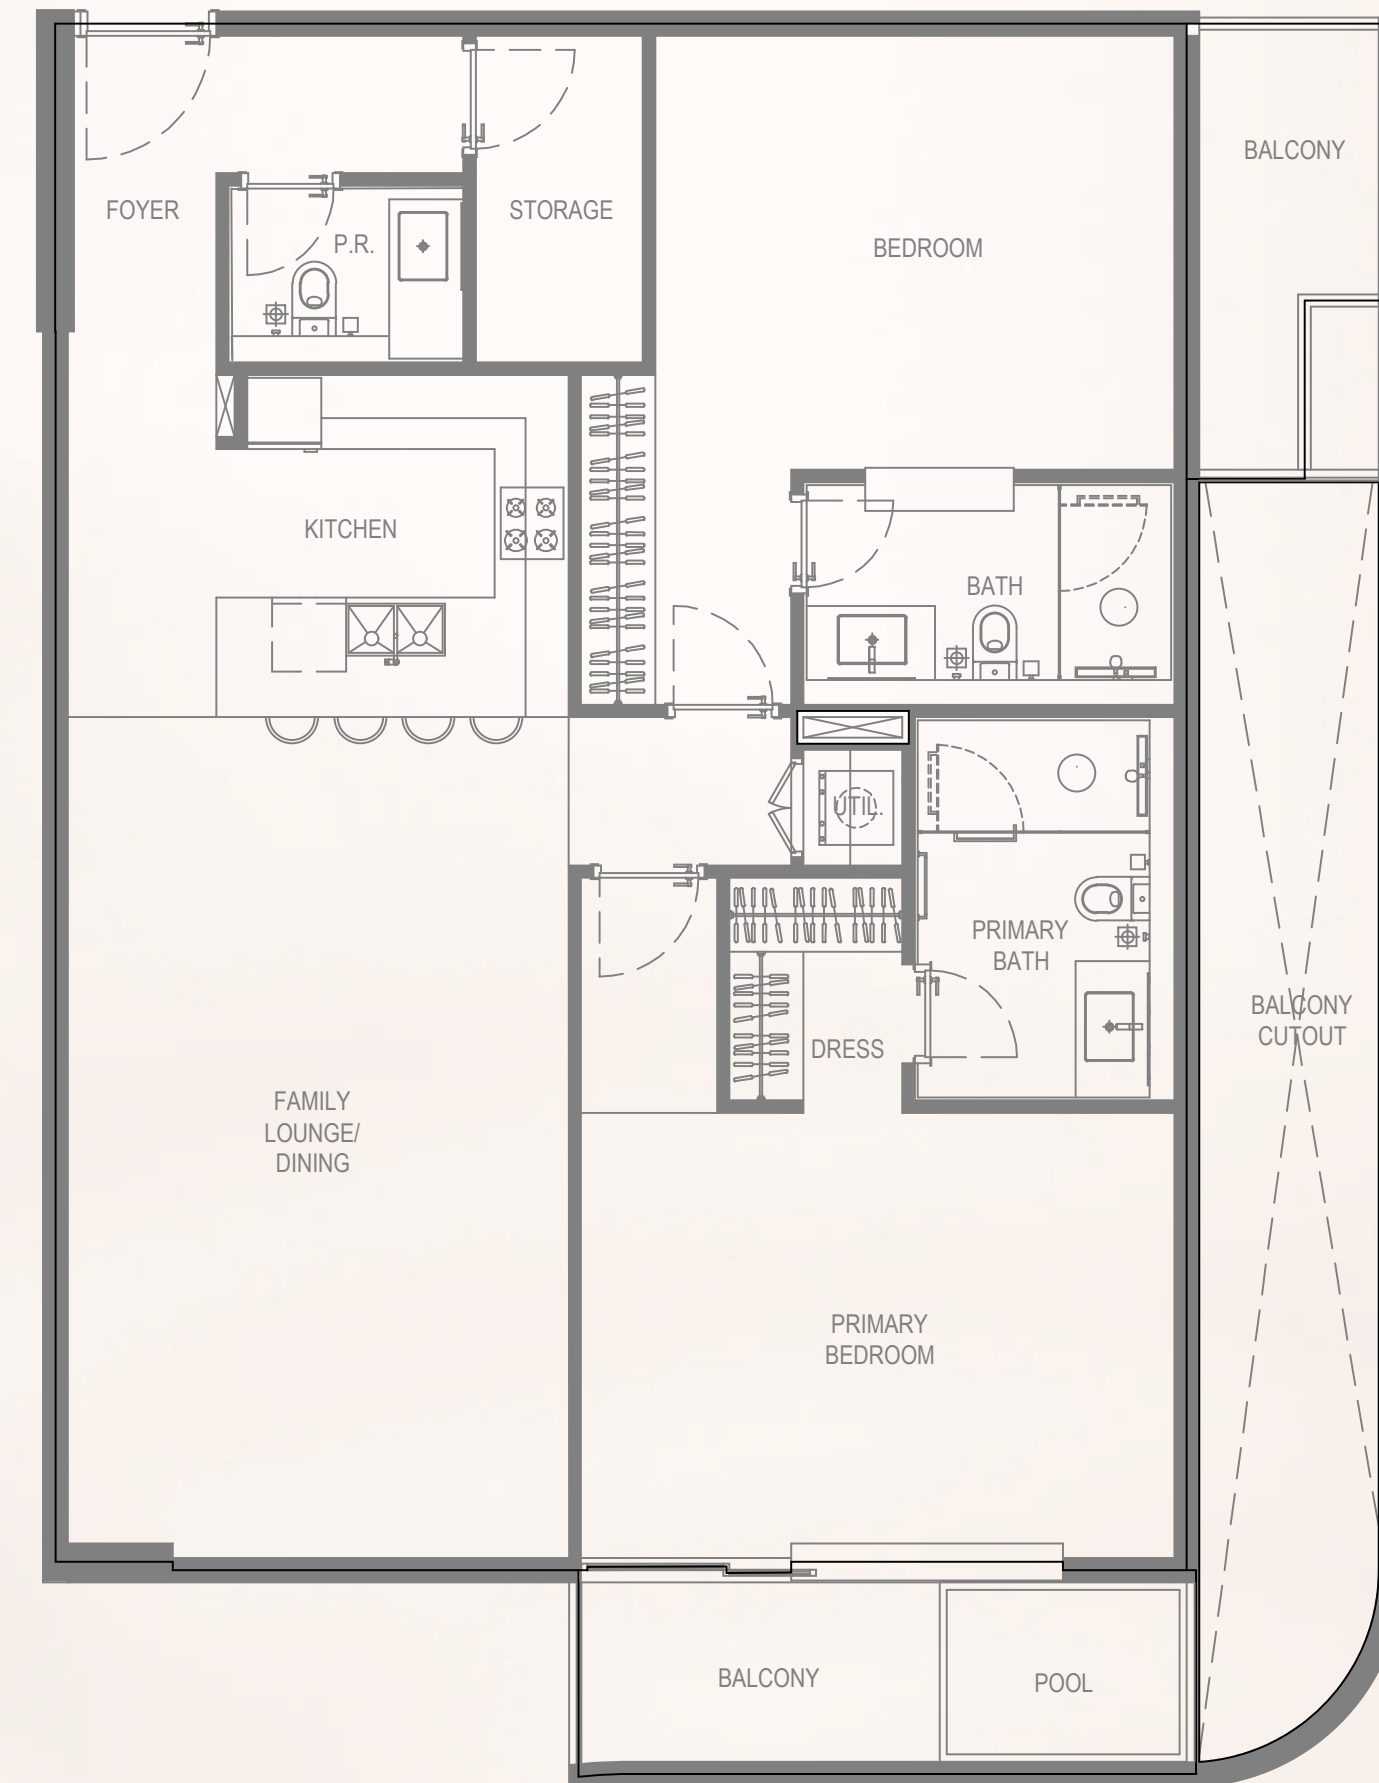 BALCONY
FOYER
STORAGE
P.R.
BEDROOM
KITCHEN
BATH
UTIL.
PRIMARY
BATH
BALCONY
CUTOUT
DRESS
FAMILY
LOUNGE/
DINING
PRIMARY
BEDROOM
BALCONY
POOL